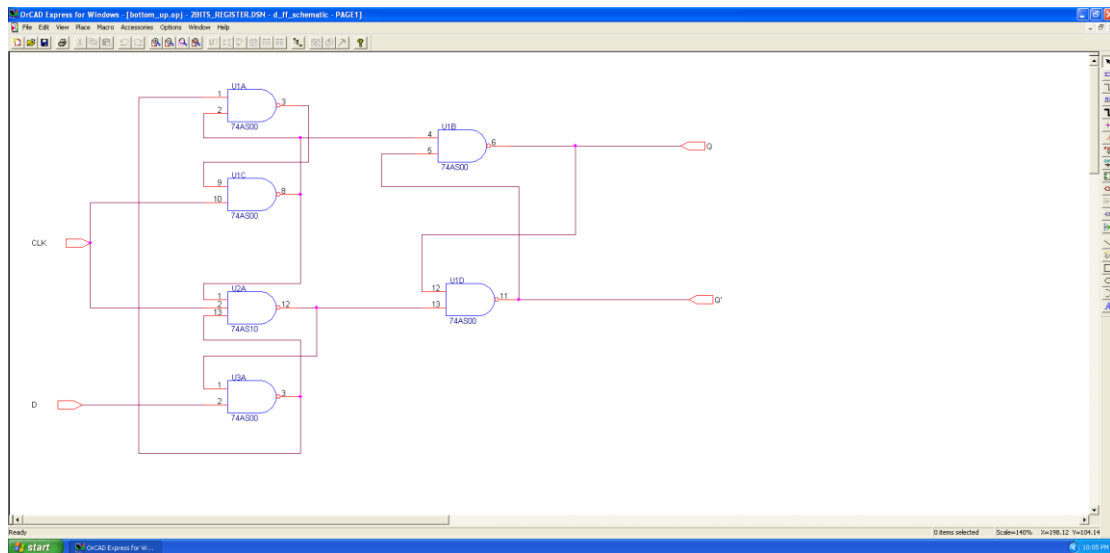 OrCAD Express for Windows - [bottom_up.opj - 2BITS_REGISTER.DSN - d_ff_schematic - PAGE1]
File Edit View Place Macro Accessories Options Window Help
U1A
1
2
3
74AS00
U1B
4
5
6
74AS00
Q
U1C
9
10
8
74AS00
CLK
U2A
1
2
13
12
74AS10
U1D
12
13
11
74AS00
Q'
U3A
1
2
3
74AS00
D
Ready
0 items selected Scale=140% X=198.12 Y=104.14
start
OrCAD Express for W...
10:05 PM